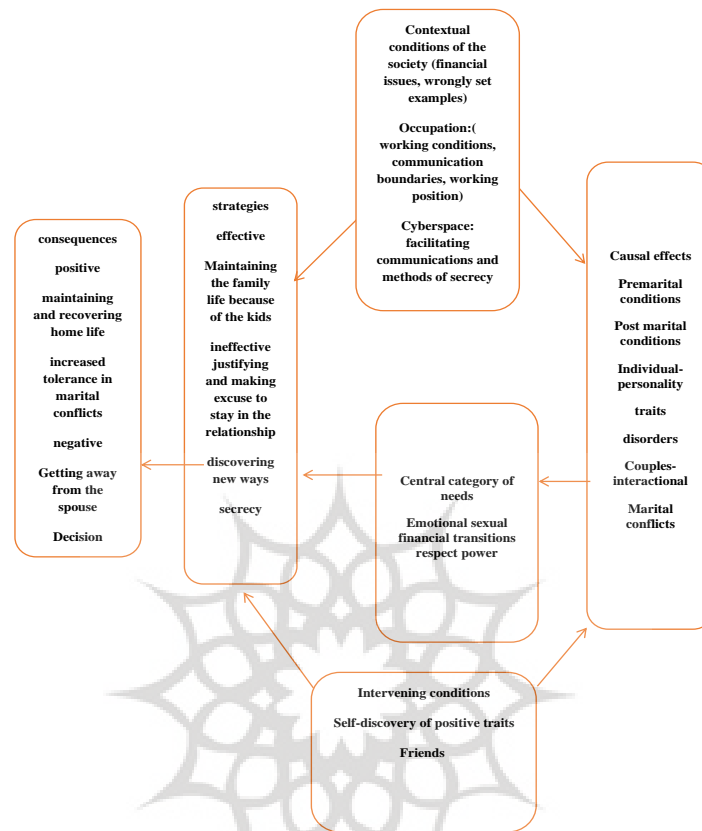 Contextual
conditions of the
society (financial
issues, wrongly set
examples)
Occupation:(
working conditions,
communication
boundaries, working
position)
Cyberspace:
facilitating
communications and
methods of secrecy
strategies
effective
Maintaining
the family
life because
of the kids
ineffective
justifying
and making
excuse to
stay in the
relationship
discovering
new ways
secrecy
consequences
positive
maintaining
and recovering
home life
increased
tolerance in
marital
conflicts
negative
Getting away
from the
spouse
Decision
Causal effects
Premarital
conditions
Post marital
conditions
Individual-
personality
traits
disorders
Couples-
interactional
Marital
conflicts
Central category of
needs
Emotional sexual
financial transitions
respect power
Intervening conditions
Self-discovery of positive traits
Friends